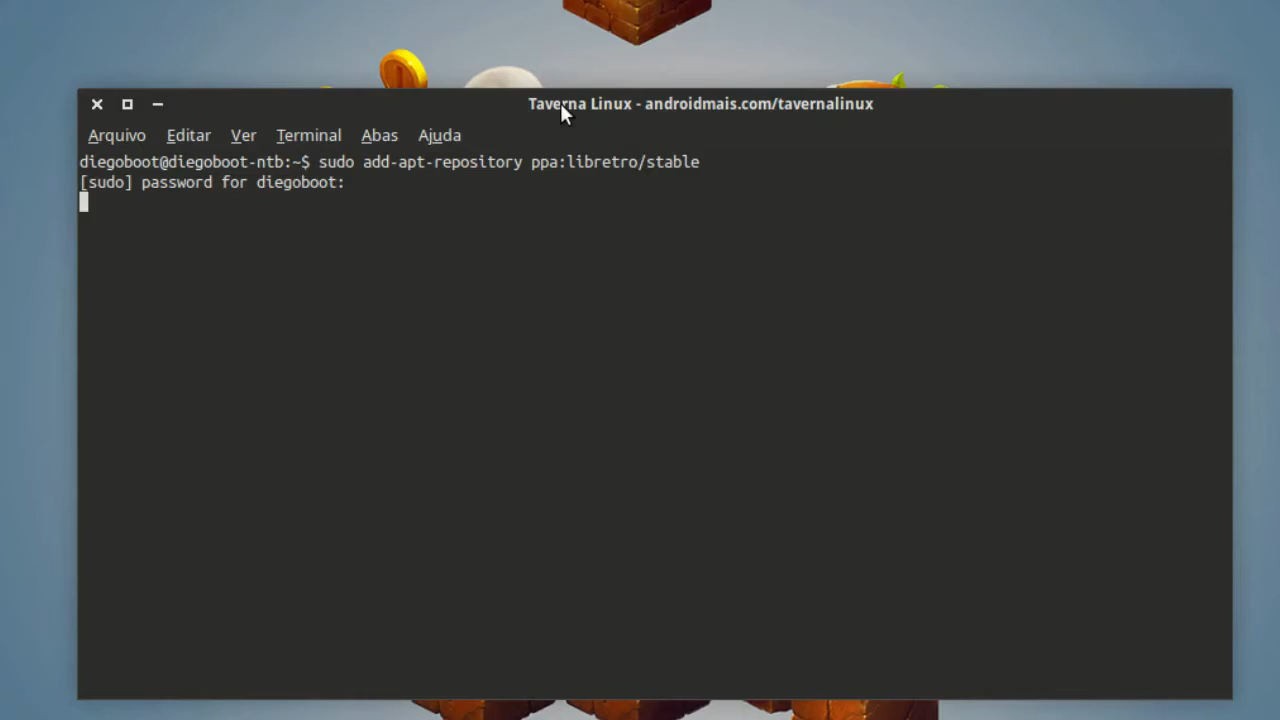 Taverna Linux - androidmais.com/tavernalinux
Arquivo Editar Ver Terminal Abas Ajuda
diegoboot@diegoboot-ntb:~$ sudo add-apt-repository ppa:libretro/stable
[sudo] password for diegoboot: